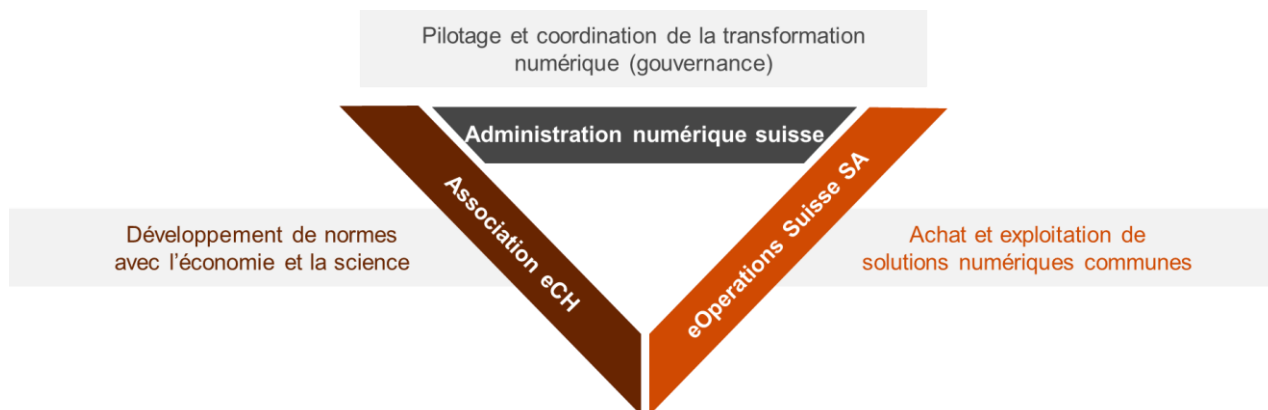 Pilotage et coordination de la transformation
numérique (gouvernance)
Administration numérique suisse
Association eCH
eOperations Suisse SA
Développement de normes
avec l'économie et la science
Achat et exploitation de
solutions numériques communes